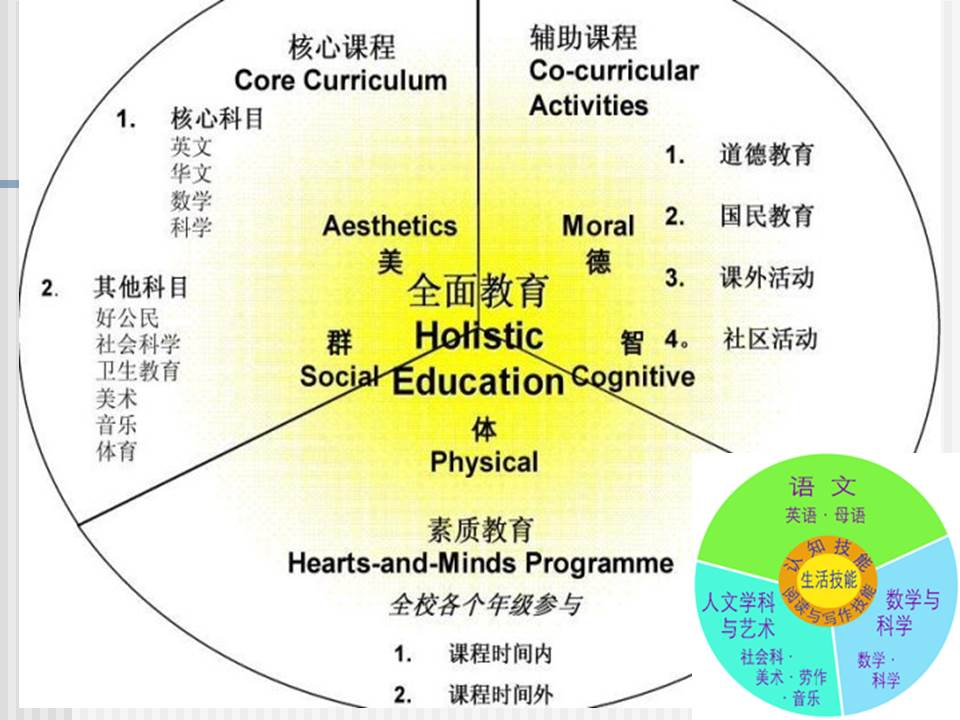 核心课程
Core Curriculum
1. 核心科目
英文
华文
数学
科学
2. 其他科目
好公民
社会科学
卫生教育
美术
音乐
体育
辅助课程
Co-curricular
Activities
1. 道德教育
2. 国民教育
3. 课外活动
4。 社区活动
Aesthetics
美
Moral
德
全面教育
Holistic
Education
群
Social
智
Cognitive
体
Physical
素质教育
Hearts-and-Minds Programme
全校各个年级参与
1. 课程时间内
2. 课程时间外
语 文
英语·母语
认知技能
生活技能
阅读与写作技能
人文学科
与艺术
社会科·
美术·劳作
·音乐
数学与
科学
数学·
科学